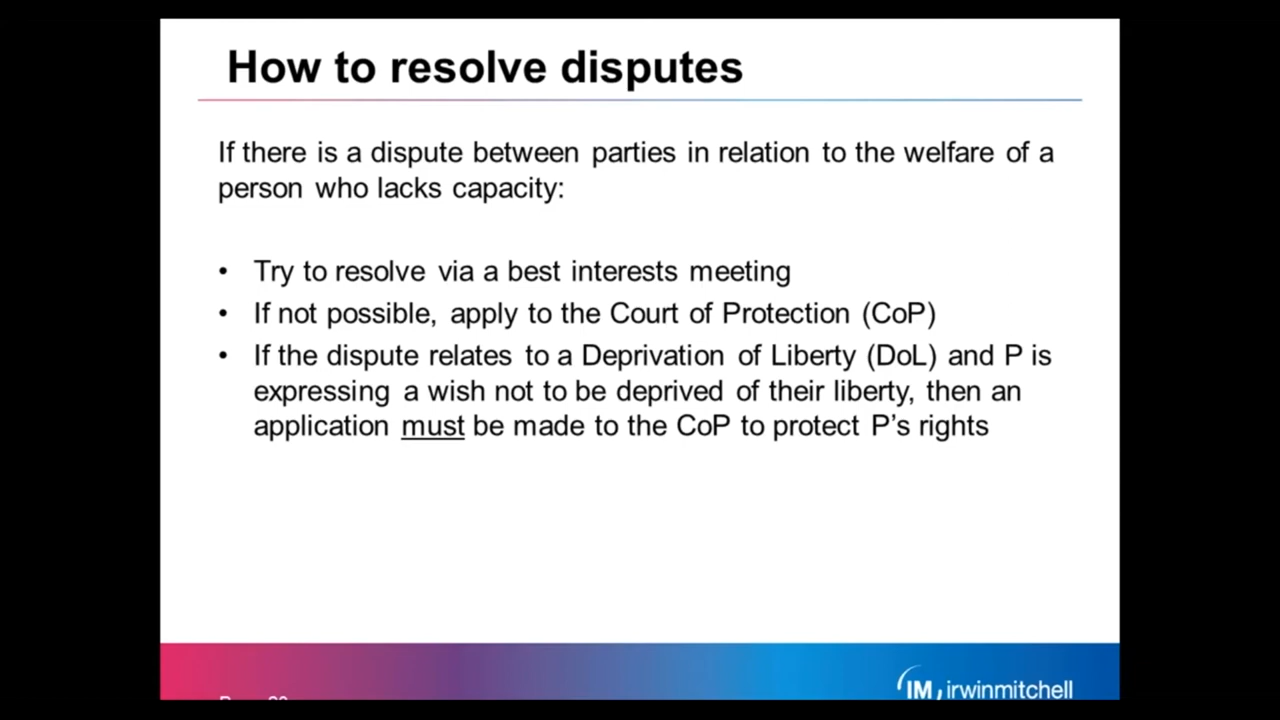 How to resolve disputes
If there is a dispute between parties in relation to the welfare of a
person who lacks capacity:
• Try to resolve via a best interests meeting
• If not possible, apply to the Court of Protection (CoP)
• If the dispute relates to a Deprivation of Liberty (DoL) and P is
expressing a wish not to be deprived of their liberty, then an
application must be made to the CoP to protect P’s rights
IM irwinmitchell